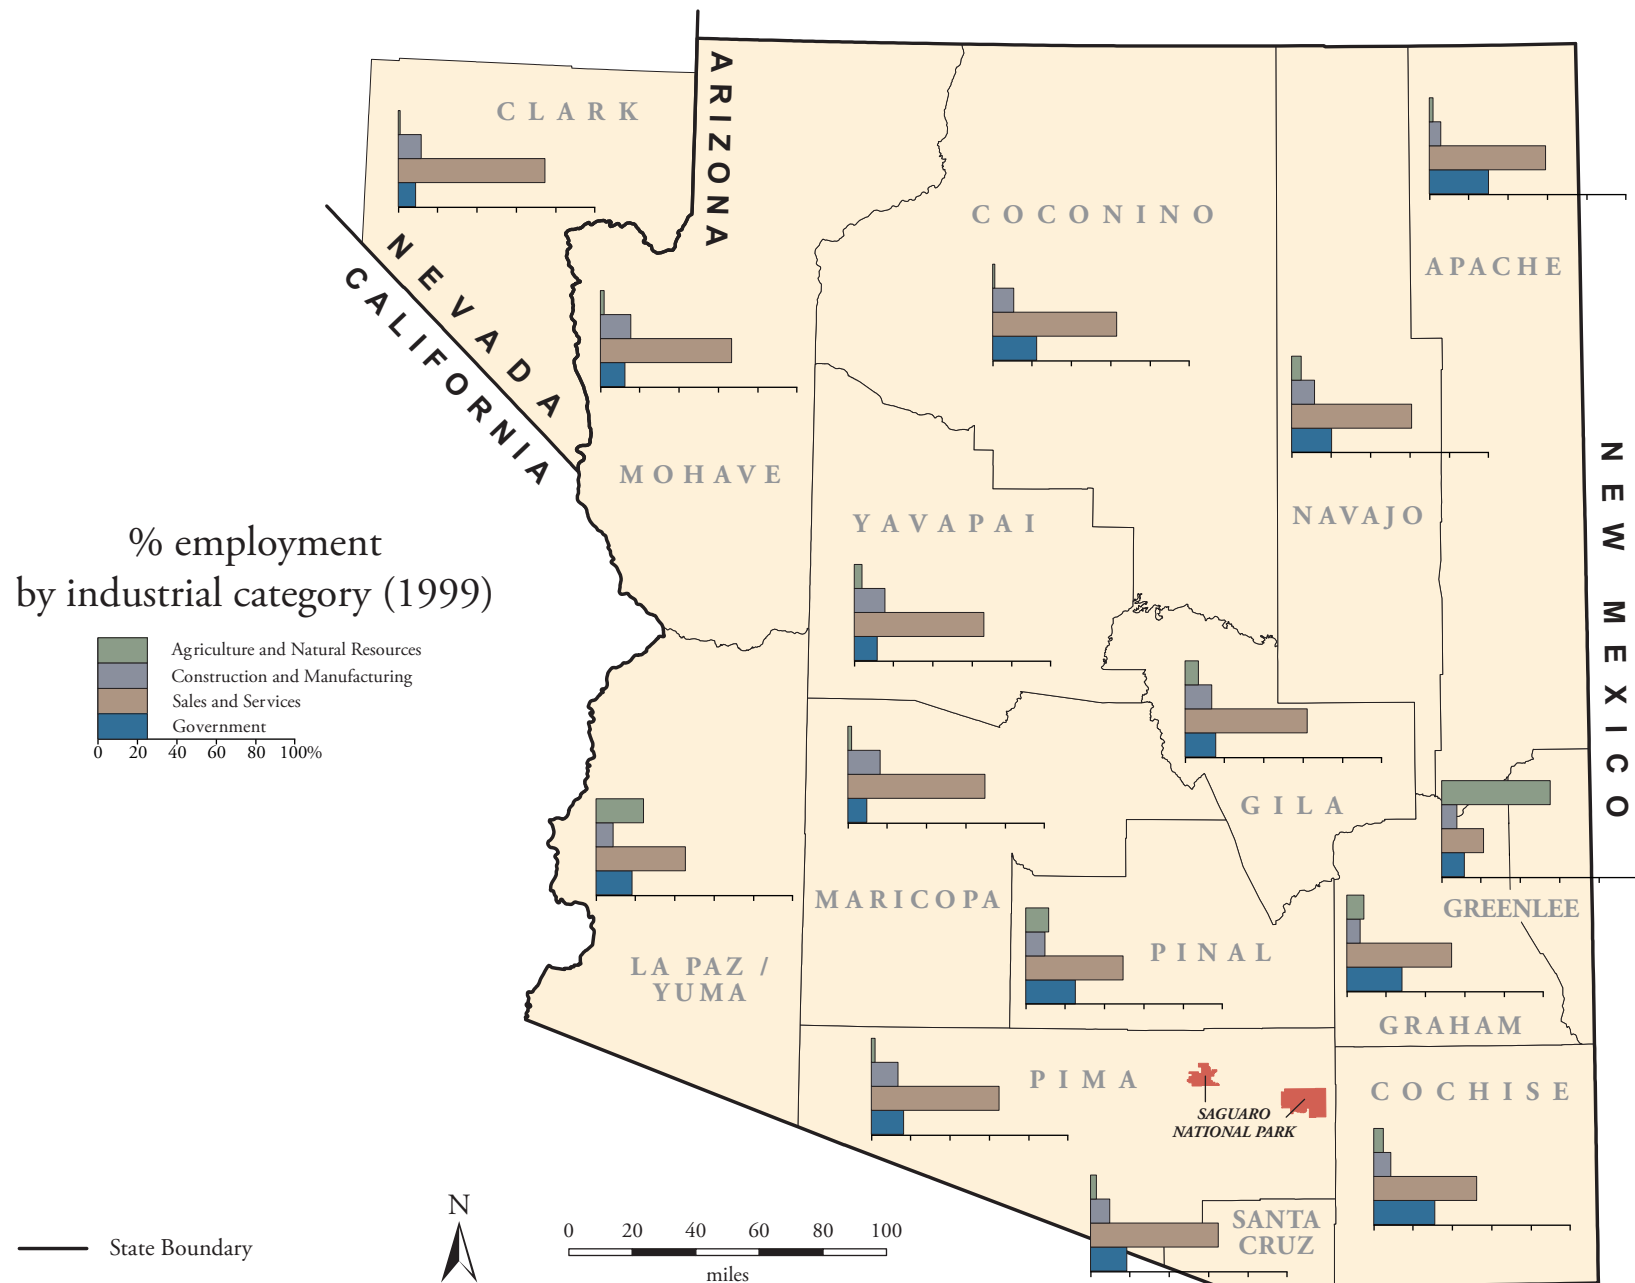 CLARK
ARIZONA
COCONINO
APACHE
NEVADA
CALIFORNIA
MOHAVE
YAVAPAI
NAVAJO
NEW MEXICO
% employment
by industrial category (1999)
Agriculture and Natural Resources
Construction and Manufacturing
Sales and Services
Government
0 20 40 60 80 100%
GILA
MARICOPA
GREENLEE
PINAL
LA PAZ /
YUMA
GRAHAM
PIMA
COCHISE
SAGUARO
NATIONAL PARK
SANTA
CRUZ
State Boundary
N
0 20 40 60 80 100
miles